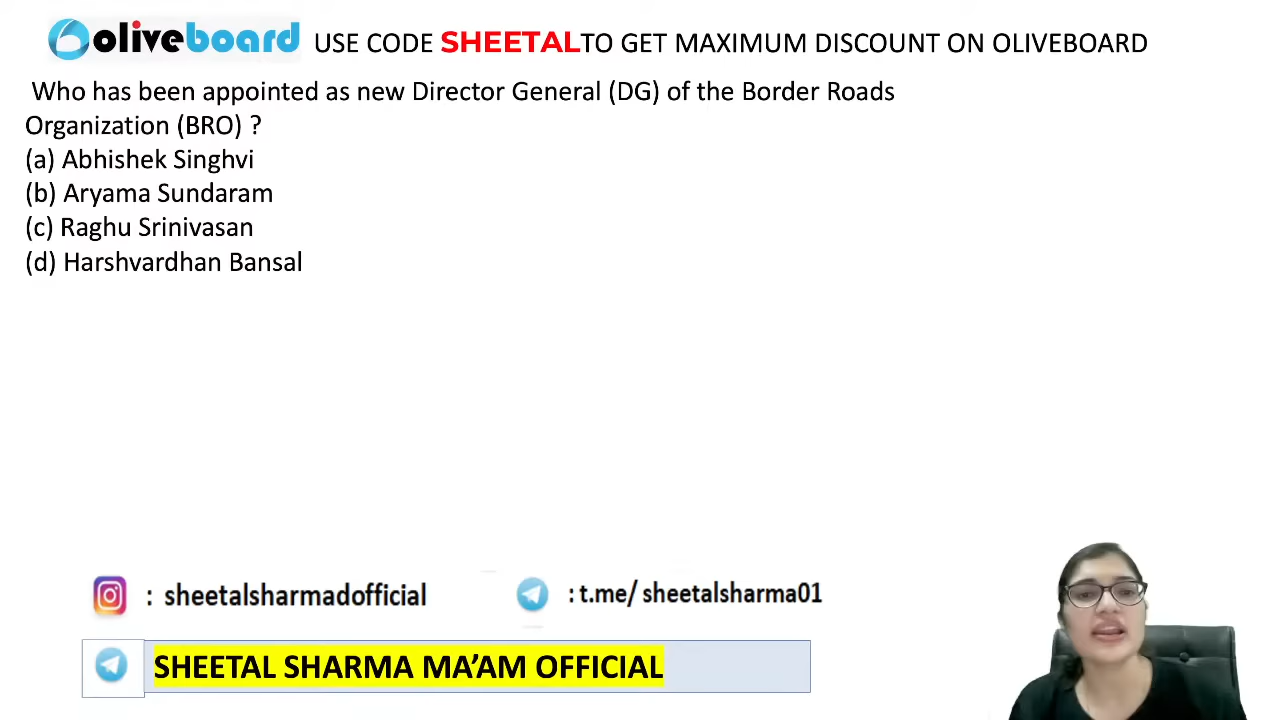 oliveboard USE CODE SHEETAL TO GET MAXIMUM DISCOUNT ON OLIVEBOARD
Who has been appointed as new Director General (DG) of the Border Roads
Organization (BRO) ?
(a) Abhishek Singhvi
(b) Aryama Sundaram
(c) Raghu Srinivasan
(d) Harshvardhan Bansal
: sheetalsharmadofficial : t.me/ sheetalsharma01
SHEETAL SHARMA MA’AM OFFICIAL